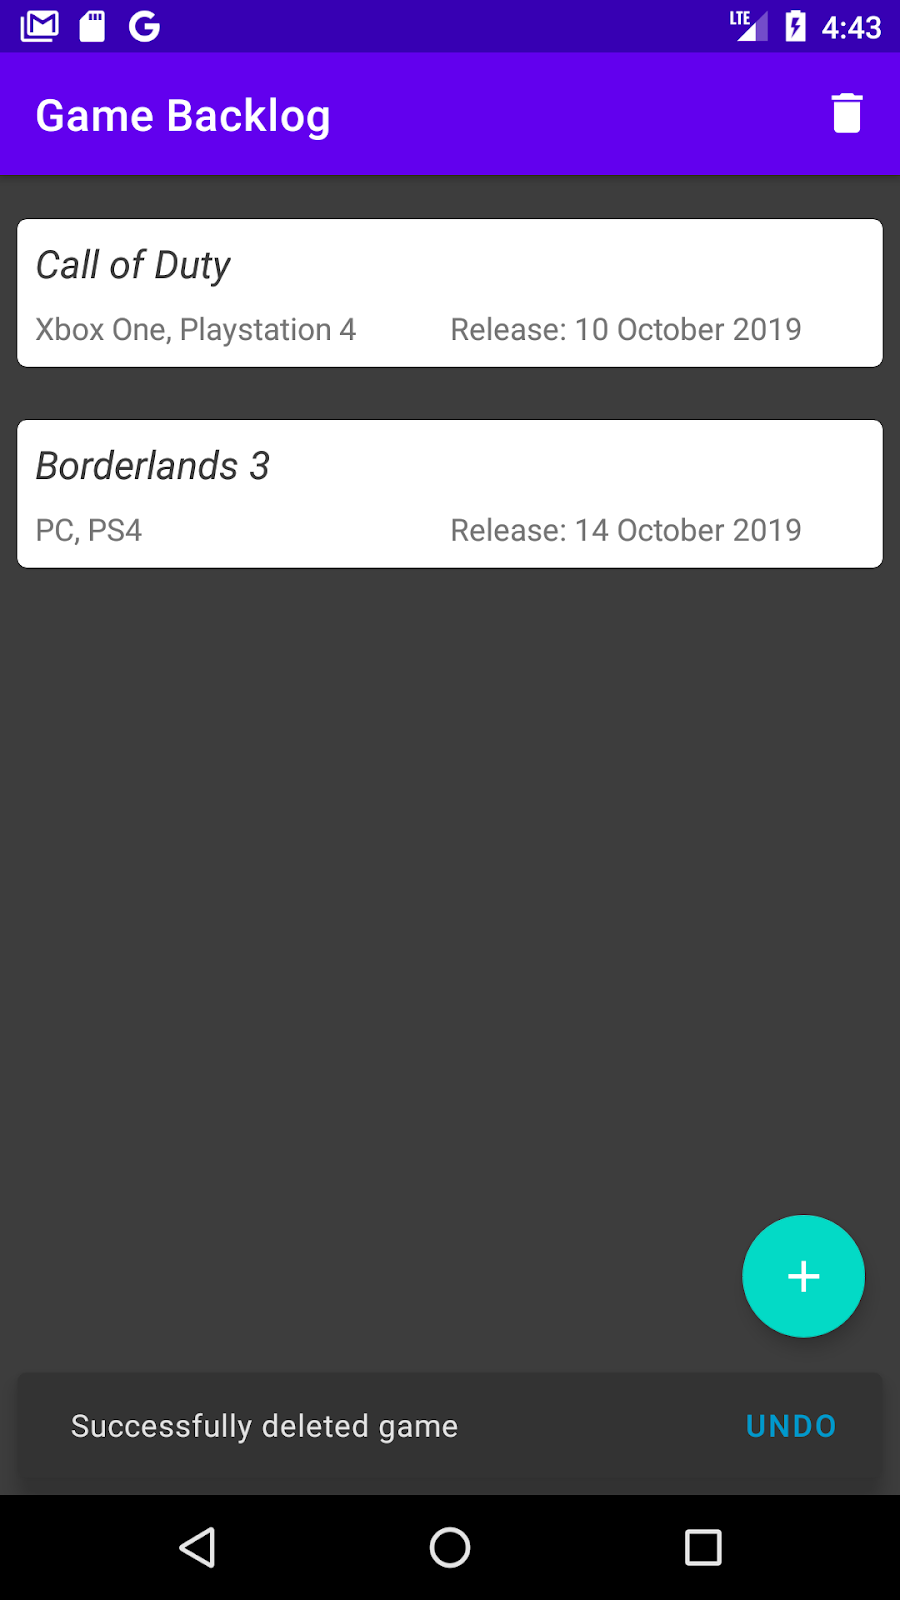 LTE 4:43
Game Backlog
Call of Duty
Xbox One, Playstation 4 Release: 10 October 2019
Borderlands 3
PC, PS4 Release: 14 October 2019
Successfully deleted game UNDO